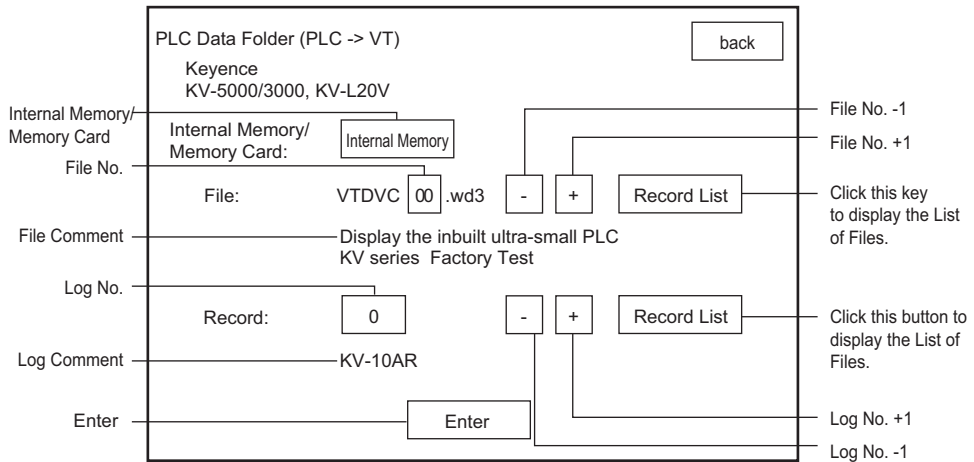 PLC Data Folder (PLC -> VT)
back
Keyence
KV-5000/3000, KV-L20V
Internal Memory/
Memory Card
Internal Memory/
Memory Card:
Internal Memory
File No. -1
File No. +1
File No.
File:
VTDVC 00 .wd3
-
+
Record List
Click this key
to display the List
of Files.
File Comment
Display the inbuilt ultra-small PLC
KV series  Factory Test
Log No.
Record:
0
-
+
Record List
Click this button to
display the List of
Files.
Log Comment
KV-10AR
Enter
Enter
Log No. +1
Log No. -1